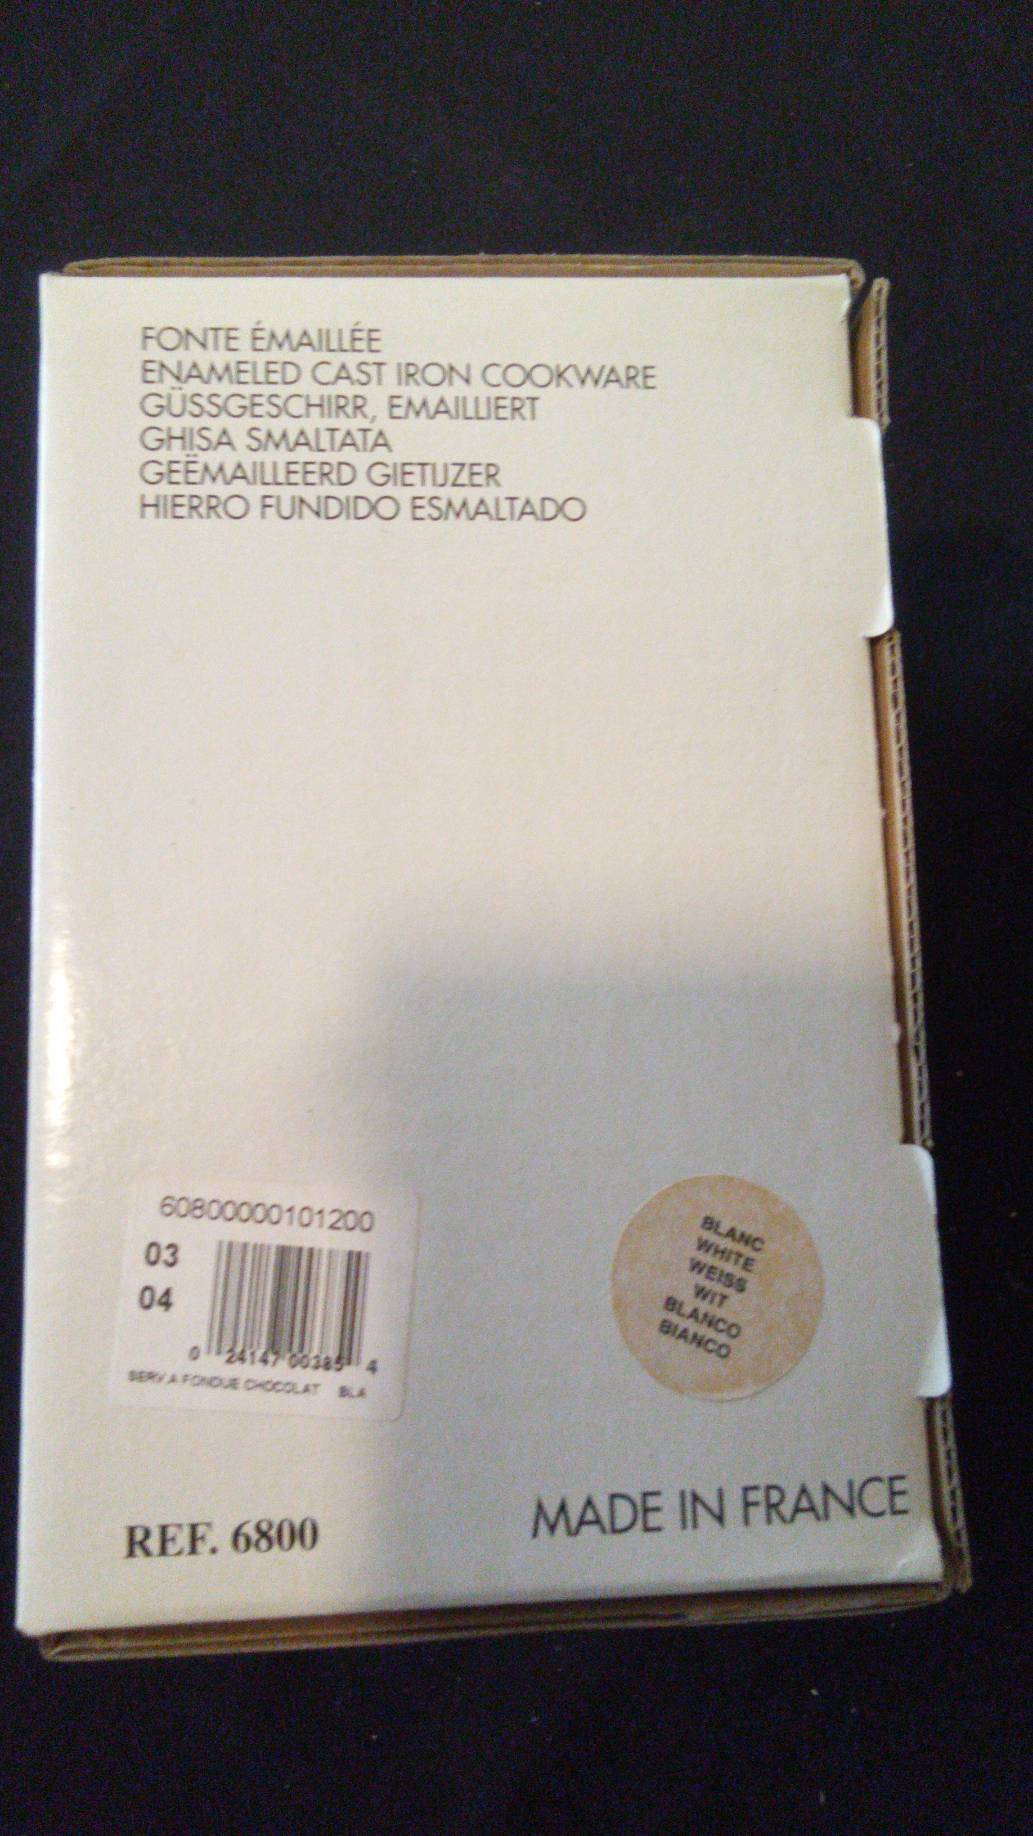 FONTE ÉMAILLÉE
ENAMELED CAST IRON COOKWARE
GÜSSGESCHIRR, EMAILLIERT
GHISA SMALTATA
GEËMAILLEERD GIETIJZER
HIERRO FUNDIDO ESMALTADO
60800000101200
03
04
0 24147 00385 4
SERV.A FONDUE CHOCOLAT BLA
BLANC
WHITE
WEISS
WIT
BLANCO
BIANCO
REF. 6800
MADE IN FRANCE